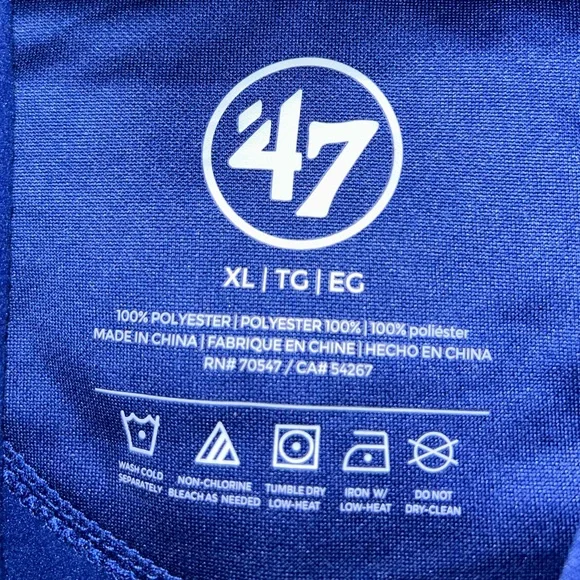 '47
XL | TG | EG
100% POLYESTER | POLYESTER 100% | 100% poliéster
MADE IN CHINA | FABRIQUE EN CHINE | HECHO EN CHINA
RN# 70547 / CA# 54267
WASH COLD SEPARATELY
NON-CHLORINE BLEACH AS NEEDED
TUMBLE DRY LOW-HEAT
IRON W/ LOW-HEAT
DO NOT DRY-CLEAN